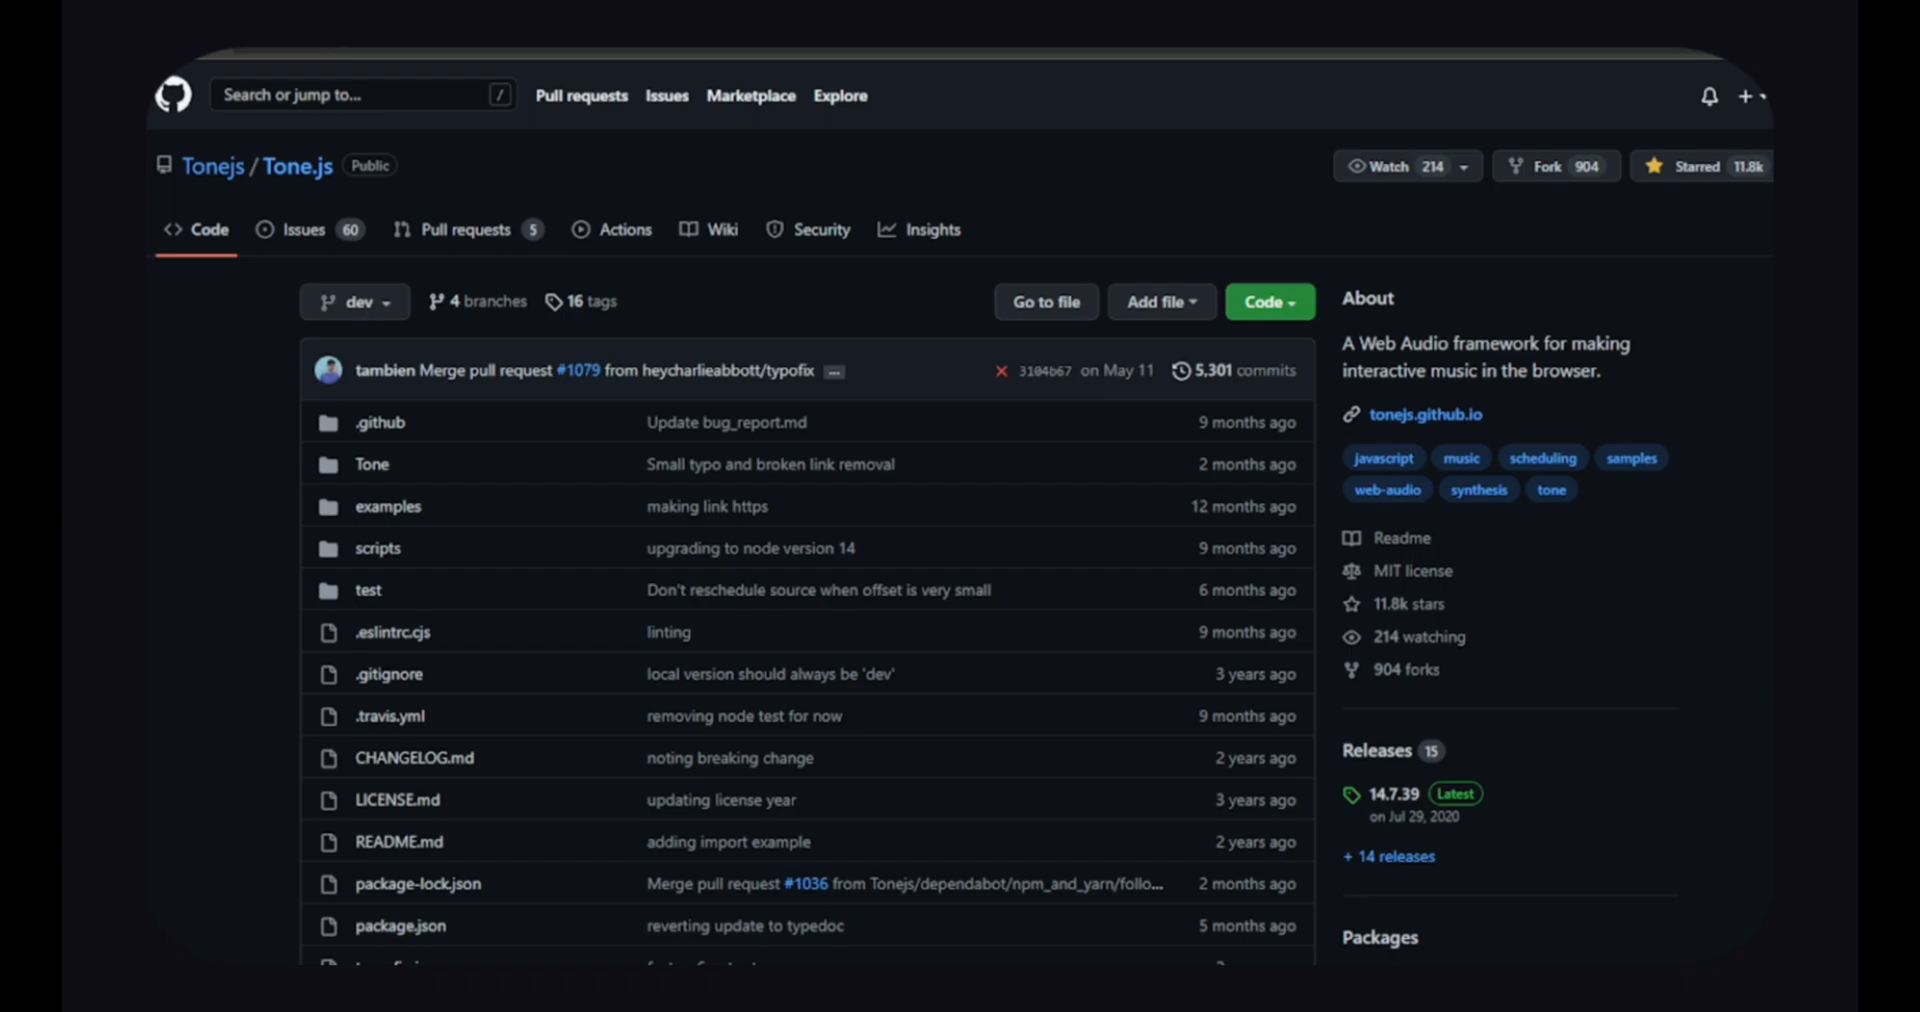 Search or jump to... / Pull requests Issues Marketplace Explore
Tonejs / Tone.js Public Watch 214 Fork 904 Starred 11.8k
Code Issues 60 Pull requests 5 Actions Wiki Security Insights
dev 4 branches 16 tags Go to file Add file Code
tambien Merge pull request #1079 from heycharlieabbott/typofix ... 3104b67 on May 11 5,301 commits
.github Update bug_report.md 9 months ago
Tone Small typo and broken link removal 2 months ago
examples making link https 12 months ago
scripts upgrading to node version 14 9 months ago
test Don't reschedule source when offset is very small 6 months ago
.eslintrc.cjs linting 9 months ago
.gitignore local version should always be 'dev' 3 years ago
.travis.yml removing node test for now 9 months ago
CHANGELOG.md noting breaking change 2 years ago
LICENSE.md updating license year 3 years ago
README.md adding import example 2 years ago
package-lock.json Merge pull request #1036 from Tonejs/dependabot/npm_and_yarn/follo... 2 months ago
package.json reverting update to typedoc 5 months ago
About
A Web Audio framework for making
interactive music in the browser.
tonejs.github.io
javascript music scheduling samples
web-audio synthesis tone
Readme
MIT license
11.8k stars
214 watching
904 forks
Releases 15
14.7.39 Latest
on Jul 29, 2020
+ 14 releases
Packages